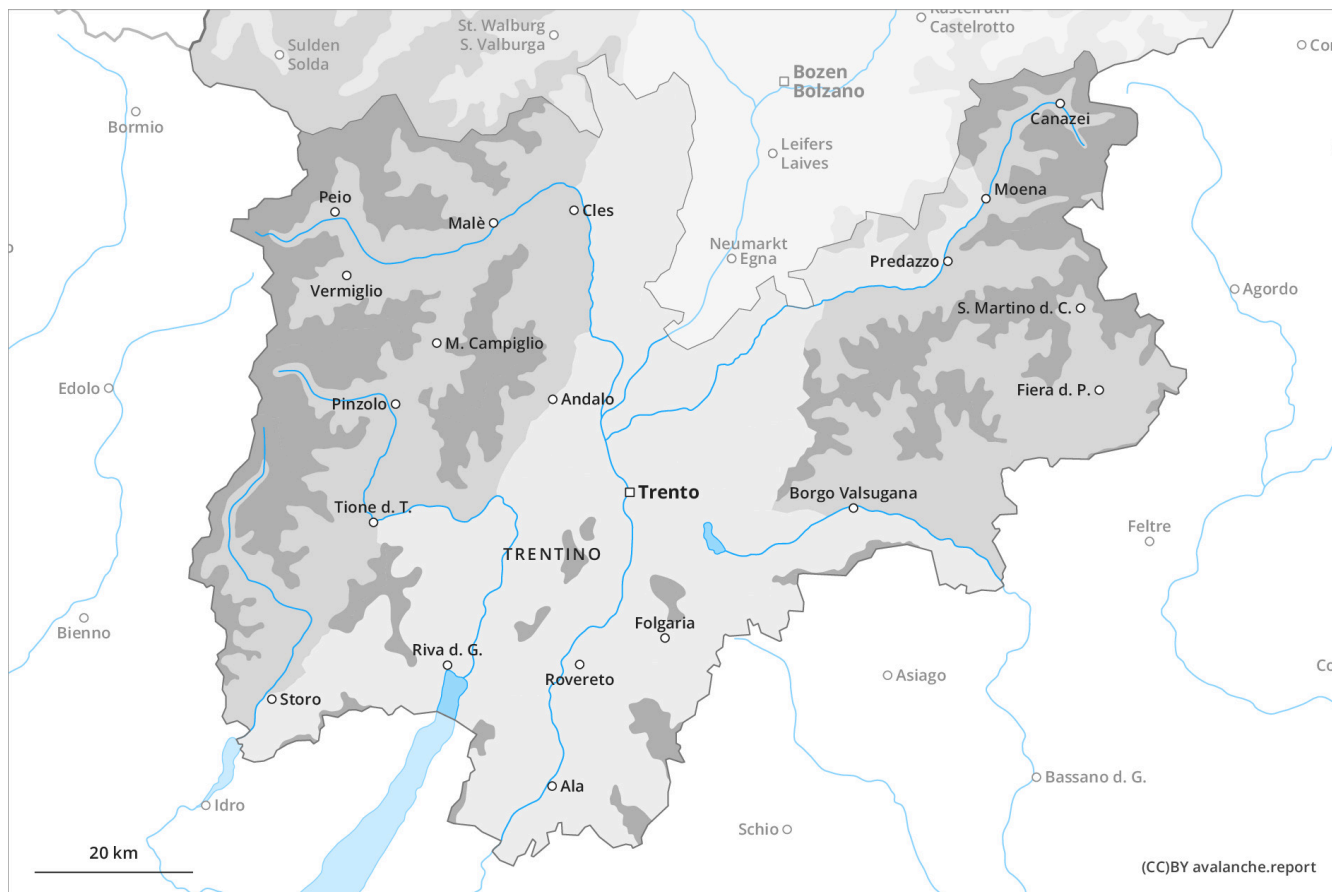 Kastelruth
Castelrotto
St. Walburg
S. Valburga
Sulden
Solda
Bozen
Bolzano
Bormio
Canazei
Leifers
Laives
Moena
Peio
Malè
Cles
Neumarkt
Egna
Predazzo
Vermiglio
Agordo
S. Martino d. C.
M. Campiglio
Edolo
Fiera d. P.
Pinzolo
Andalo
Trento
Borgo Valsugana
Tione d. T.
Feltre
TRENTINO
Bienno
Folgaria
Riva d. G.
Rovereto
Asiago
Storo
Bassano d. G.
Ala
Idro
Schio
20 km
(CC)BY avalanche.report